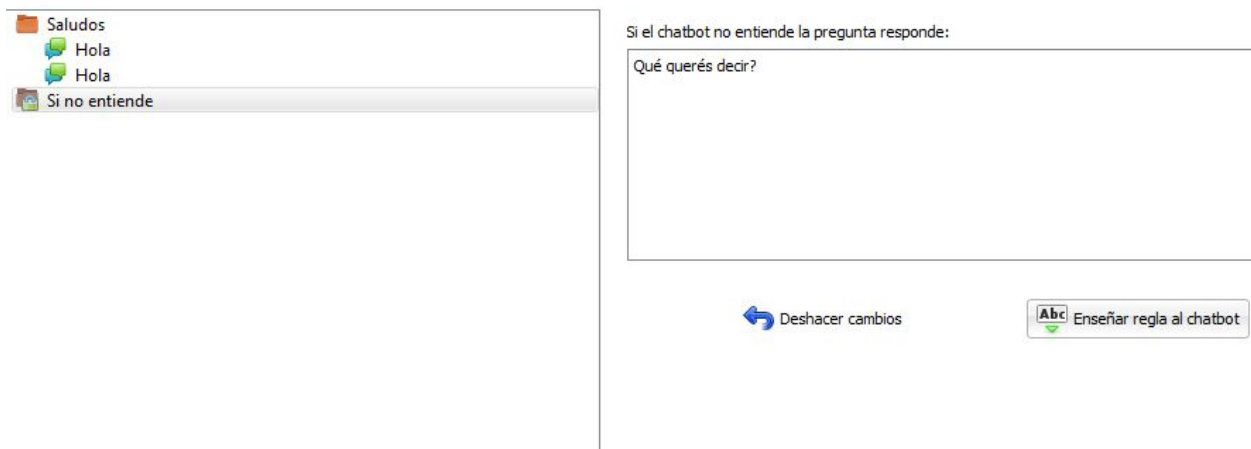 Saludos
Hola
Hola
Si no entiende
Si el chatbot no entiende la pregunta responde:
Qué querés decir?
Deshacer cambios
Abc Enseñar regla al chatbot